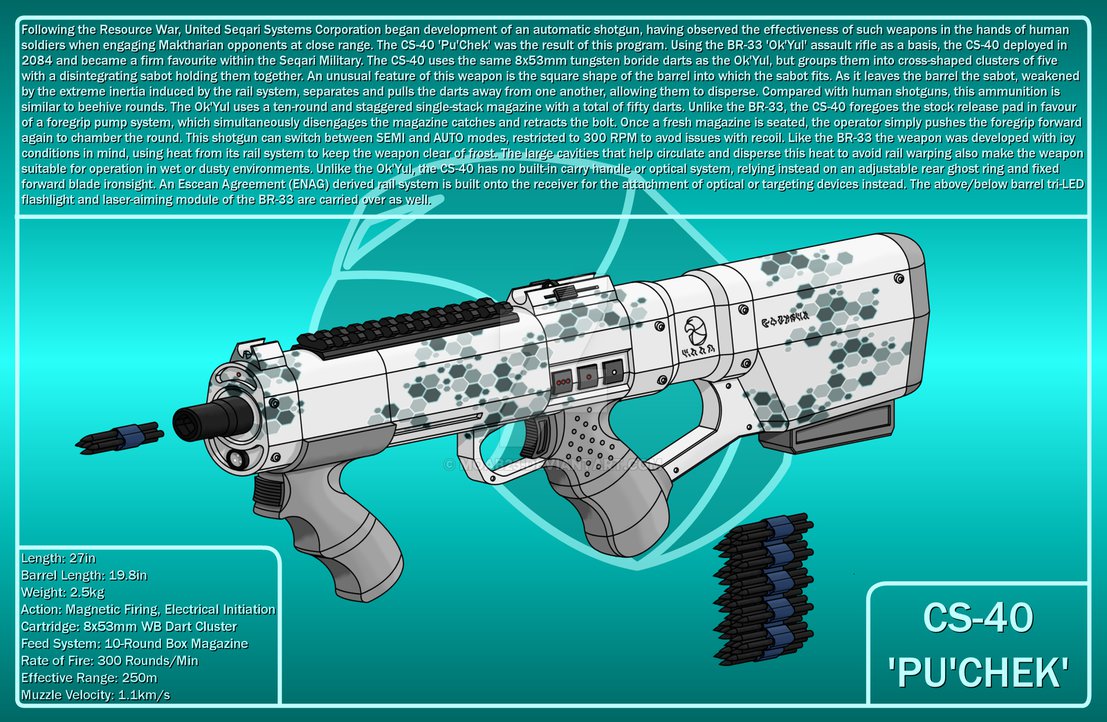 Following the Resource War, United Seqari Systems Corporation began development of an automatic shotgun, having observed the effectiveness of such weapons in the hands of human
soldiers when engaging Maktharian opponents at close range. The CS-40 'Pu'Chek' was the result of this program. Using the BR-33 'Ok'Yul' assault rifle as a basis, the CS-40 deployed in
2084 and became a firm favourite within the Seqari Military. The CS-40 uses the same 8x53mm tungsten boride darts as the Ok'Yul, but groups them into cross-shaped clusters of five
with a disintegrating sabot holding them together. An unusual feature of this weapon is the square shape of the barrel into which the sabot fits. As it leaves the barrel the sabot, weakened
by the extreme inertia induced by the rail system, separates and pulls the darts away from one another, allowing them to disperse. Compared with human shotguns, this ammunition is
similar to beehive rounds. The Ok'Yul uses a ten-round and staggered single-stack magazine with a total of fifty darts. Unlike the BR-33, the CS-40 foregoes the stock release pad in favour
of a foregrip pump system, which simultaneously disengages the magazine catches and retracts the bolt. Once a fresh magazine is seated, the operator simply pushes the foregrip forward
again to chamber the round. This shotgun can switch between SEMI and AUTO modes, restricted to 300 RPM to avod issues with recoil. Like the BR-33 the weapon was developed with icy
conditions in mind, using heat from its rail system to keep the weapon clear of frost. The large cavities that help circulate and disperse this heat to avoid rail warping also make the weapon
suitable for operation in wet or dusty environments. Unlike the Ok'Yul, the CS-40 has no built-in carry handle or optical system, relying instead on an adjustable rear ghost ring and fixed
forward blade ironsight. An Escean Agreement (ENAG) derived rail system is built onto the receiver for the attachment of optical or targeting devices instead. The above/below barrel tri-LED
flashlight and laser-aiming module of the BR-33 are carried over as well.
Length: 27in
Barrel Length: 19.8in
Weight: 2.5kg
Action: Magnetic Firing, Electrical Initiation
Cartridge: 8x53mm WB Dart Cluster
Feed System: 10-Round Box Magazine
Rate of Fire: 300 Rounds/Min
Effective Range: 250m
Muzzle Velocity: 1.1km/s
CS-40
'PU'CHEK'